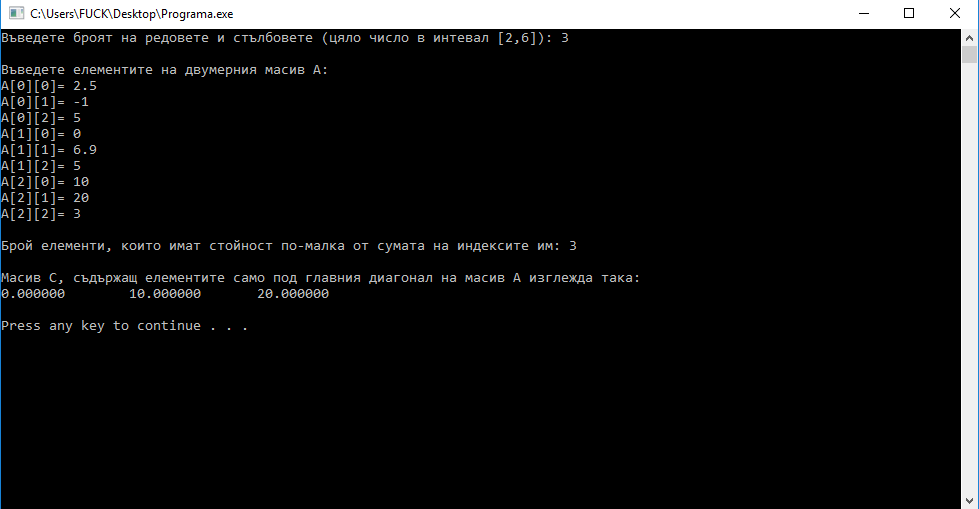 C:\Users\FUCK\Desktop\Programa.exe
Въведете броят на редовете и стълбовете (цяло число в интевал [2,6]): 3
Въведете елементите на двумерния масив А:
A[0][0]= 2.5
A[0][1]= -1
A[0][2]= 5
A[1][0]= 0
A[1][1]= 6.9
A[1][2]= 5
A[2][0]= 10
A[2][1]= 20
A[2][2]= 3
Брой елементи, които имат стойност по-малка от сумата на индексите им: 3
Масив С, съдържащ елементите само под главния диагонал на масив А изглежда така:
0.000000 10.000000 20.000000
Press any key to continue . . .